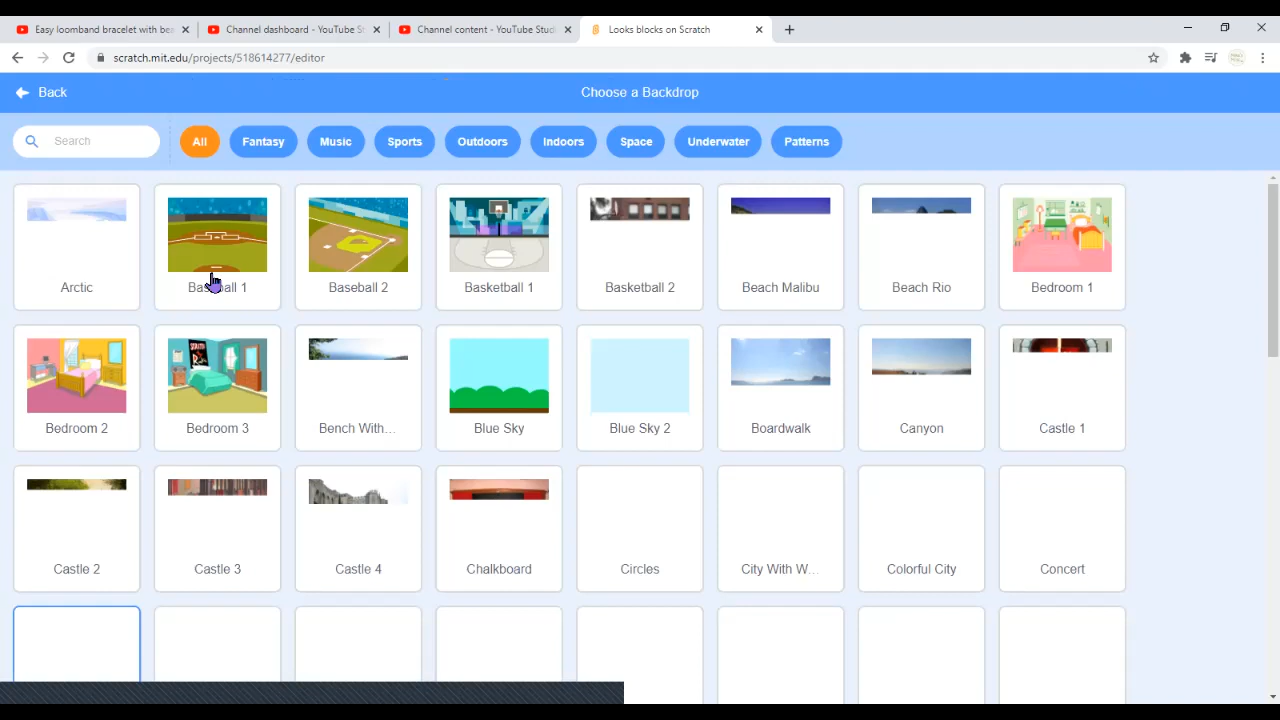 Easy loomband bracelet with bea
Channel dashboard - YouTube St
Channel content - YouTube Studi
Looks blocks on Scratch
scratch.mit.edu/projects/518614277/editor
Back
Choose a Backdrop
Search
All
Fantasy
Music
Sports
Outdoors
Indoors
Space
Underwater
Patterns
Arctic
Baseball 1
Baseball 2
Basketball 1
Basketball 2
Beach Malibu
Beach Rio
Bedroom 1
Bedroom 2
Bedroom 3
Bench With...
Blue Sky
Blue Sky 2
Boardwalk
Canyon
Castle 1
Castle 2
Castle 3
Castle 4
Chalkboard
Circles
City With W...
Colorful City
Concert